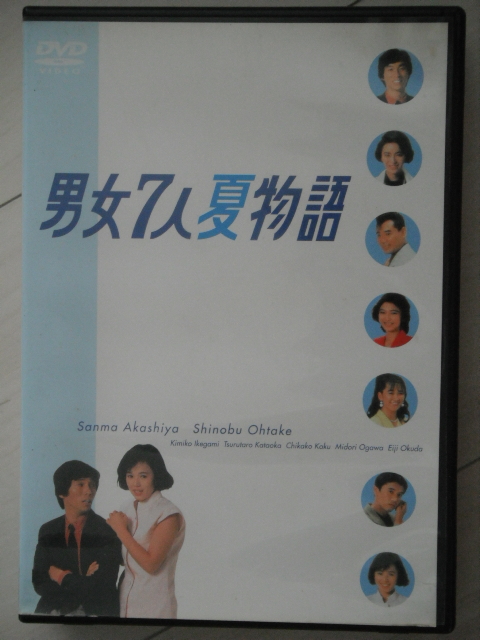 DVD
VIDEO
男女7人夏物語
Sanma Akashiya Shinobu Ohtake
Kimiko Ikegami Tsurutaro Kataoka Chikako Kaku Midori Ogawa Eiji Okuda